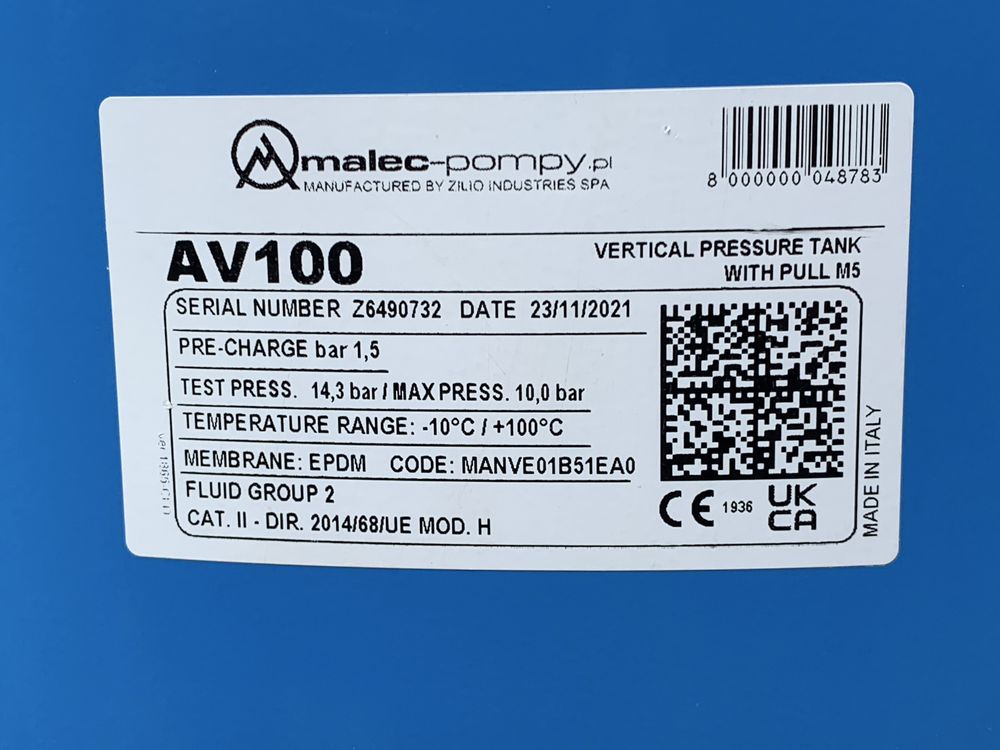 malec-pompy.pl
MANUFACTURED BY ZILIO INDUSTRIES SPA
8 000000 048783
AV100
VERTICAL PRESSURE TANK
WITH PULL M5
SERIAL NUMBER Z6490732 DATE 23/11/2021
PRE-CHARGE bar 1,5
TEST PRESS. 14,3 bar / MAX PRESS. 10,0 bar
TEMPERATURE RANGE: -10°C / +100°C
MEMBRANE: EPDM CODE: MANVE01B51EA0
FLUID GROUP 2
CAT. II - DIR. 2014/68/UE MOD. H
CE 1936 UK
CA
MADE IN ITALY